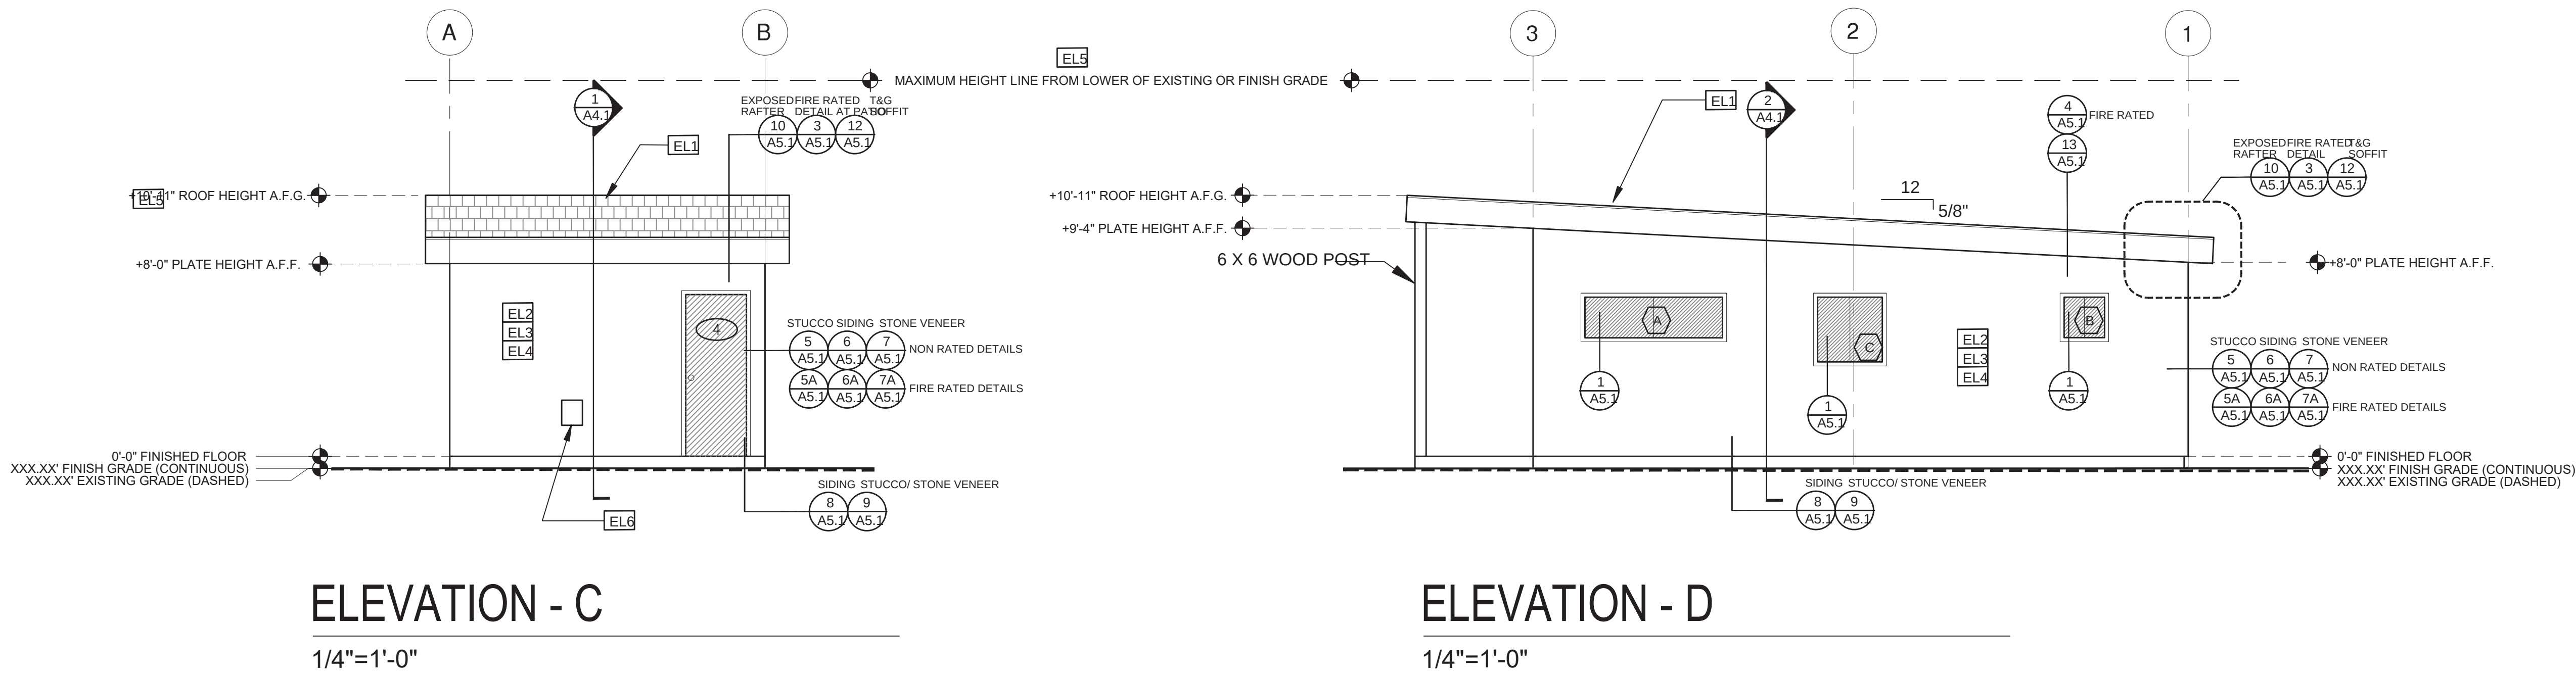 A
B
EL5
MAXIMUM HEIGHT LINE FROM LOWER OF EXISTING OR FINISH GRADE
1
A4.1
EXPOSED RAFTER
FIRE RATED DETAIL AT PATIO
T&G SOFFIT
10
A5.1
3
A5.1
12
A5.1
EL1
+10'-11" ROOF HEIGHT A.F.G.
EL5
+8'-0" PLATE HEIGHT A.F.F.
EL2
EL3
EL4
4
STUCCO SIDING STONE VENEER
5
A5.1
6
A5.1
7
A5.1
NON RATED DETAILS
5A
A5.1
6A
A5.1
7A
A5.1
FIRE RATED DETAILS
0'-0" FINISHED FLOOR
XXX.XX' FINISH GRADE (CONTINUOUS)
XXX.XX' EXISTING GRADE (DASHED)
EL6
SIDING STUCCO/ STONE VENEER
8
A5.1
9
A5.1
ELEVATION - C
1/4"=1'-0"
3
2
1
EL1
2
A4.1
4
A5.1
FIRE RATED
13
A5.1
EXPOSED RAFTER
FIRE RATED DETAIL
T&G SOFFIT
10
A5.1
3
A5.1
12
A5.1
+10'-11" ROOF HEIGHT A.F.G.
12
5/8"
+9'-4" PLATE HEIGHT A.F.F.
6 X 6 WOOD POST
+8'-0" PLATE HEIGHT A.F.F.
A
C
B
EL2
EL3
EL4
1
A5.1
1
A5.1
1
A5.1
STUCCO SIDING STONE VENEER
5
A5.1
6
A5.1
7
A5.1
NON RATED DETAILS
5A
A5.1
6A
A5.1
7A
A5.1
FIRE RATED DETAILS
0'-0" FINISHED FLOOR
XXX.XX' FINISH GRADE (CONTINUOUS)
XXX.XX' EXISTING GRADE (DASHED)
SIDING STUCCO/ STONE VENEER
8
A5.1
9
A5.1
ELEVATION - D
1/4"=1'-0"